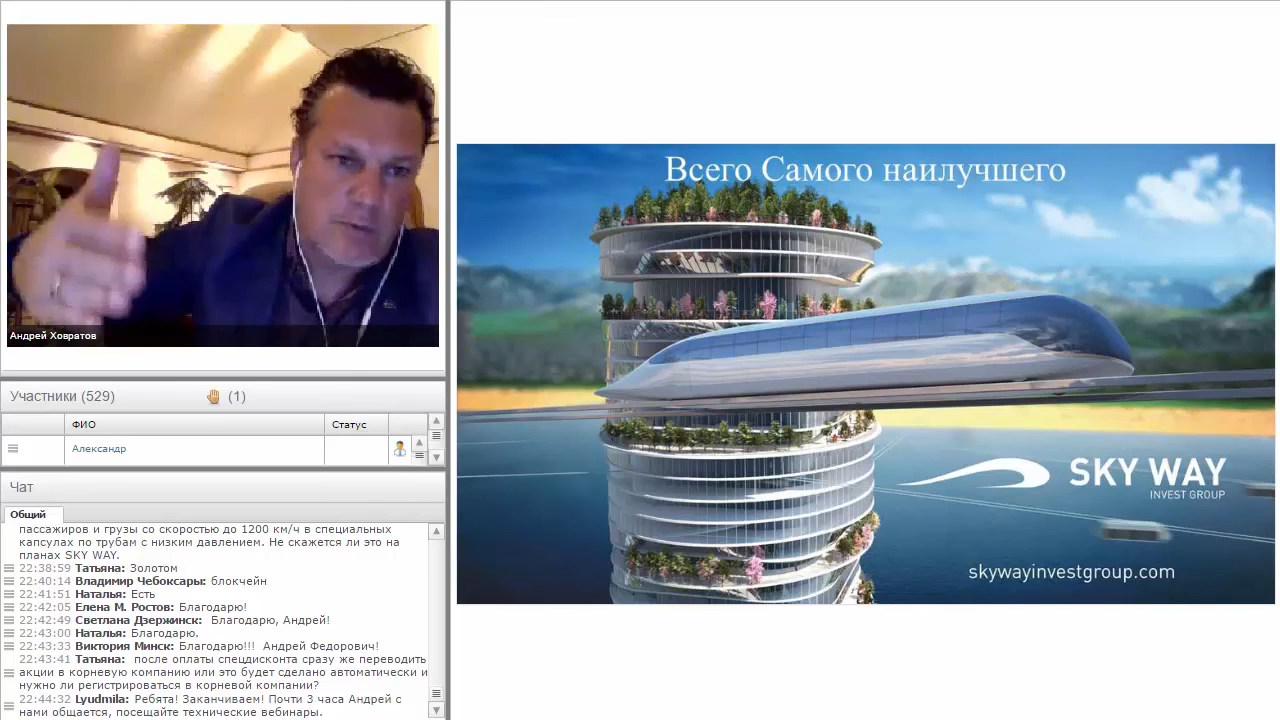 Андрей Ховратов
Участники (529)
(1)
ФИО
Статус
Александр
Чат
Общий
пассажиров и грузы со скоростью до 1200 км/ч в специальных
капсулах по трубам с низким давлением. Не скажется ли это на
планах SKY WAY.
22:38:59 Татьяна: Золотом
22:40:14 Владимир Чебоксары: блокчейн
22:41:51 Наталья: Есть
22:42:05 Елена М. Ростов: Благодарю!
22:42:49 Светлана Дзержинск: Благодарю, Андрей!
22:43:00 Наталья: Благодарю.
22:43:33 Виктория Минск: Благодарю!!! Андрей Федорович!
22:43:41 Татьяна: после оплаты спецдисконта сразу же переводить
акции в корневую компанию или это будет сделано автоматически и
нужно ли регистрироваться в корневой компании?
22:44:32 Lyudmila: Ребята! Заканчиваем! Почти 3 часа Андрей с
нами общается, посещайте технические вебинары.
Всего Самого наилучшего
SKY WAY
INVEST GROUP
skywayinvestgroup.com